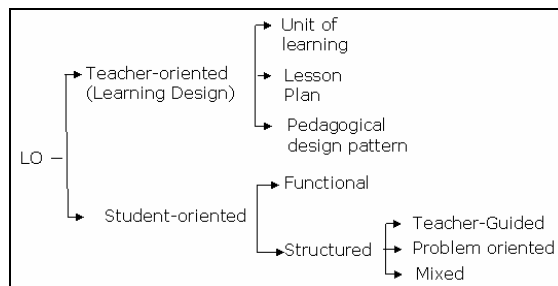 Unit of
learning
Teacher-oriented
(Learning Design)
Lesson
Plan
Pedagogical
design pattern
LO
Functional
Student-oriented
Teacher-Guided
Structured
Problem oriented
Mixed